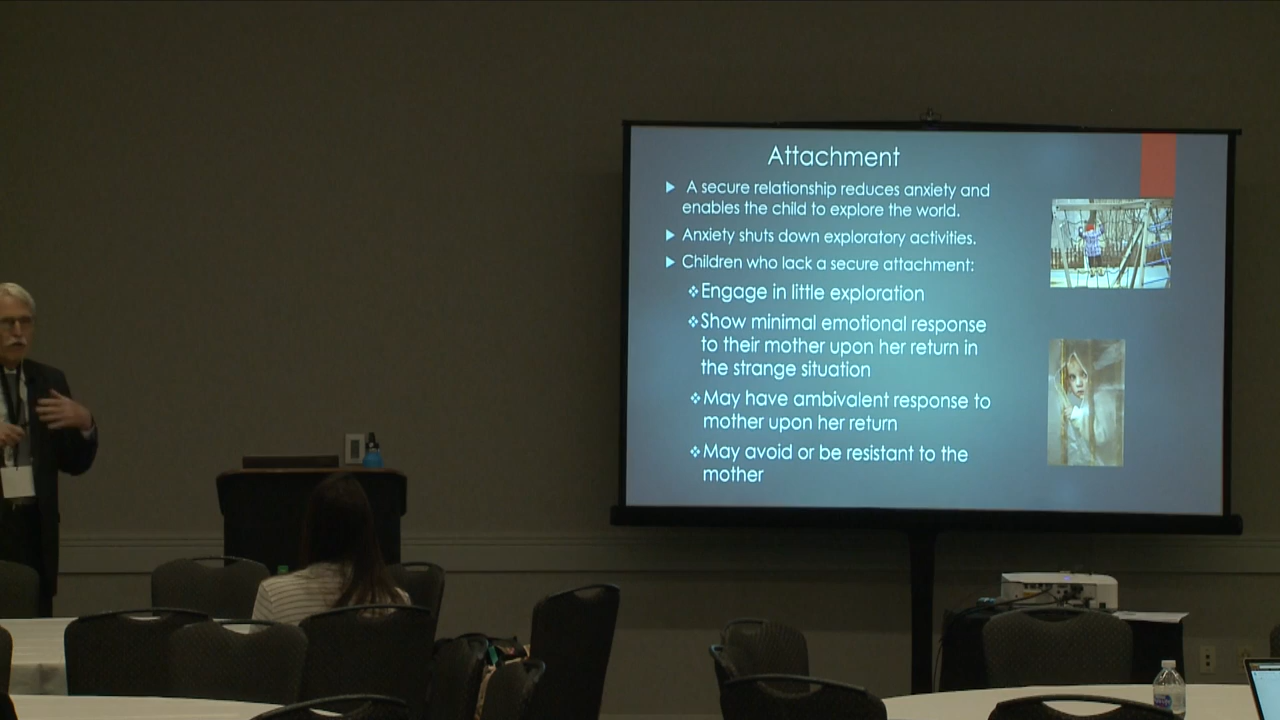 Attachment
A secure relationship reduces anxiety and
enables the child to explore the world.
Anxiety shuts down exploratory activities.
Children who lack a secure attachment:
Engage in little exploration
Show minimal emotional response
to their mother upon her return in
the strange situation
May have ambivalent response to
mother upon her return
May avoid or be resistant to the
mother